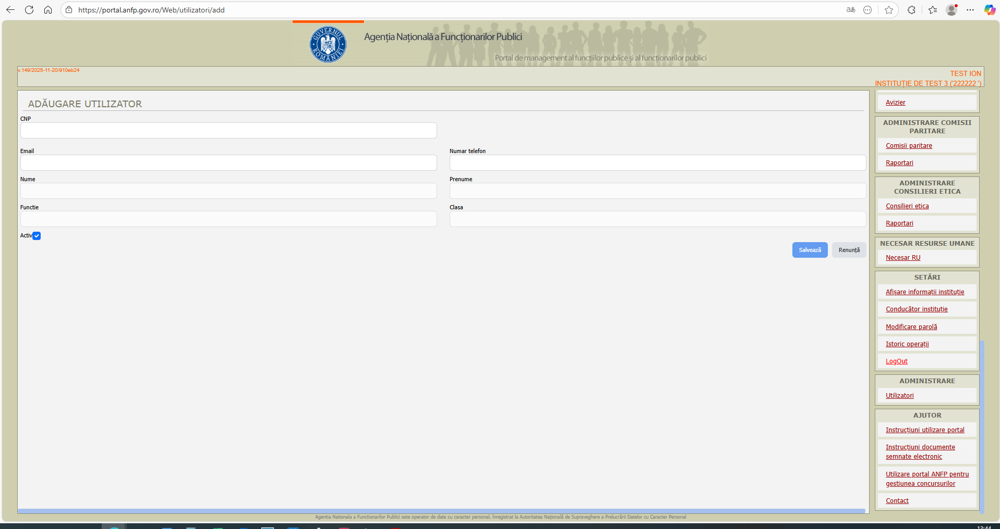 https://portal.anfp.gov.ro/Web/utilizatori/add
GUVERNUL ROMÂNIEI
Agenția Națională a Funcționarilor Publici
Portal de management al funcțiilor publice și al funcționarilor publici
v.149/2025-11-20/910eb24
TEST ION
INSTITUȚIE DE TEST 3 ('222222 ')
ADĂUGARE UTILIZATOR
CNP
Email
Numar telefon
Nume
Prenume
Functie
Clasa
Activ
Salvează
Renunță
Avizier
ADMINISTRARE COMISII
PARITARE
Comisii paritare
Raportari
ADMINISTRARE
CONSILIERI ETICA
Consilieri etica
Raportari
NECESAR RESURSE UMANE
Necesar RU
SETĂRI
Afișare informații instituție
Conducător instituție
Modificare parolă
Istoric operații
LogOut
ADMINISTRARE
Utilizatori
AJUTOR
Instrucțiuni utilizare portal
Instrucțiuni documente
semnate electronic
Utilizare portal ANFP pentru
gestiunea concursurilor
Contact
Agentia Nationala a Functionarilor Publici este operator de date cu caracter personal, înregistrat la Autoritatea Națională de Supraveghere a Prelucrării Datelor cu Caracter Personal